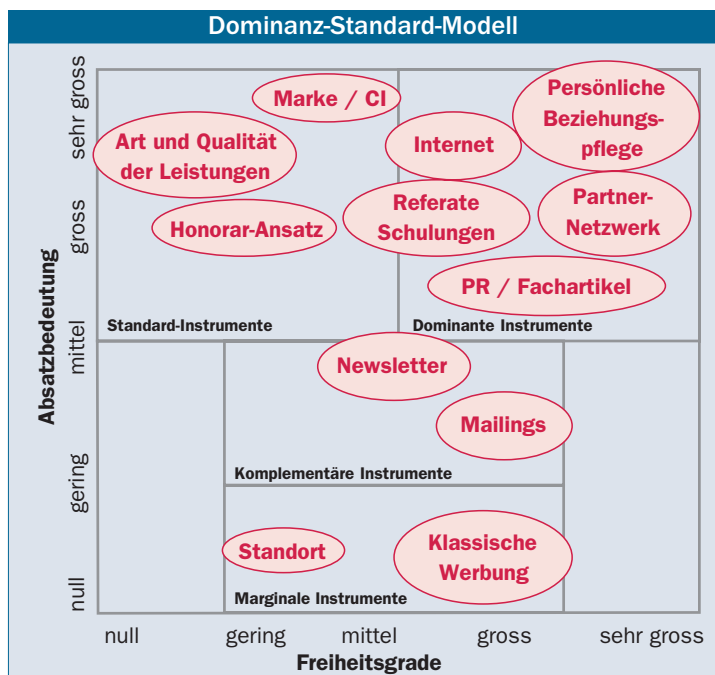 Dominanz-Standard-Modell
Absatzbedeutung
sehr gross
gross
mittel
gering
null
Marke / CI
Persönliche
Beziehungs-
pflege
Art und Qualität
der Leistungen
Internet
Honorar-Ansatz
Referate
Schulungen
Partner-
Netzwerk
PR / Fachartikel
Standard-Instrumente
Dominante Instrumente
Newsletter
Mailings
Komplementäre Instrumente
Standort
Klassische
Werbung
Marginale Instrumente
null
gering
mittel
gross
sehr gross
Freiheitsgrade